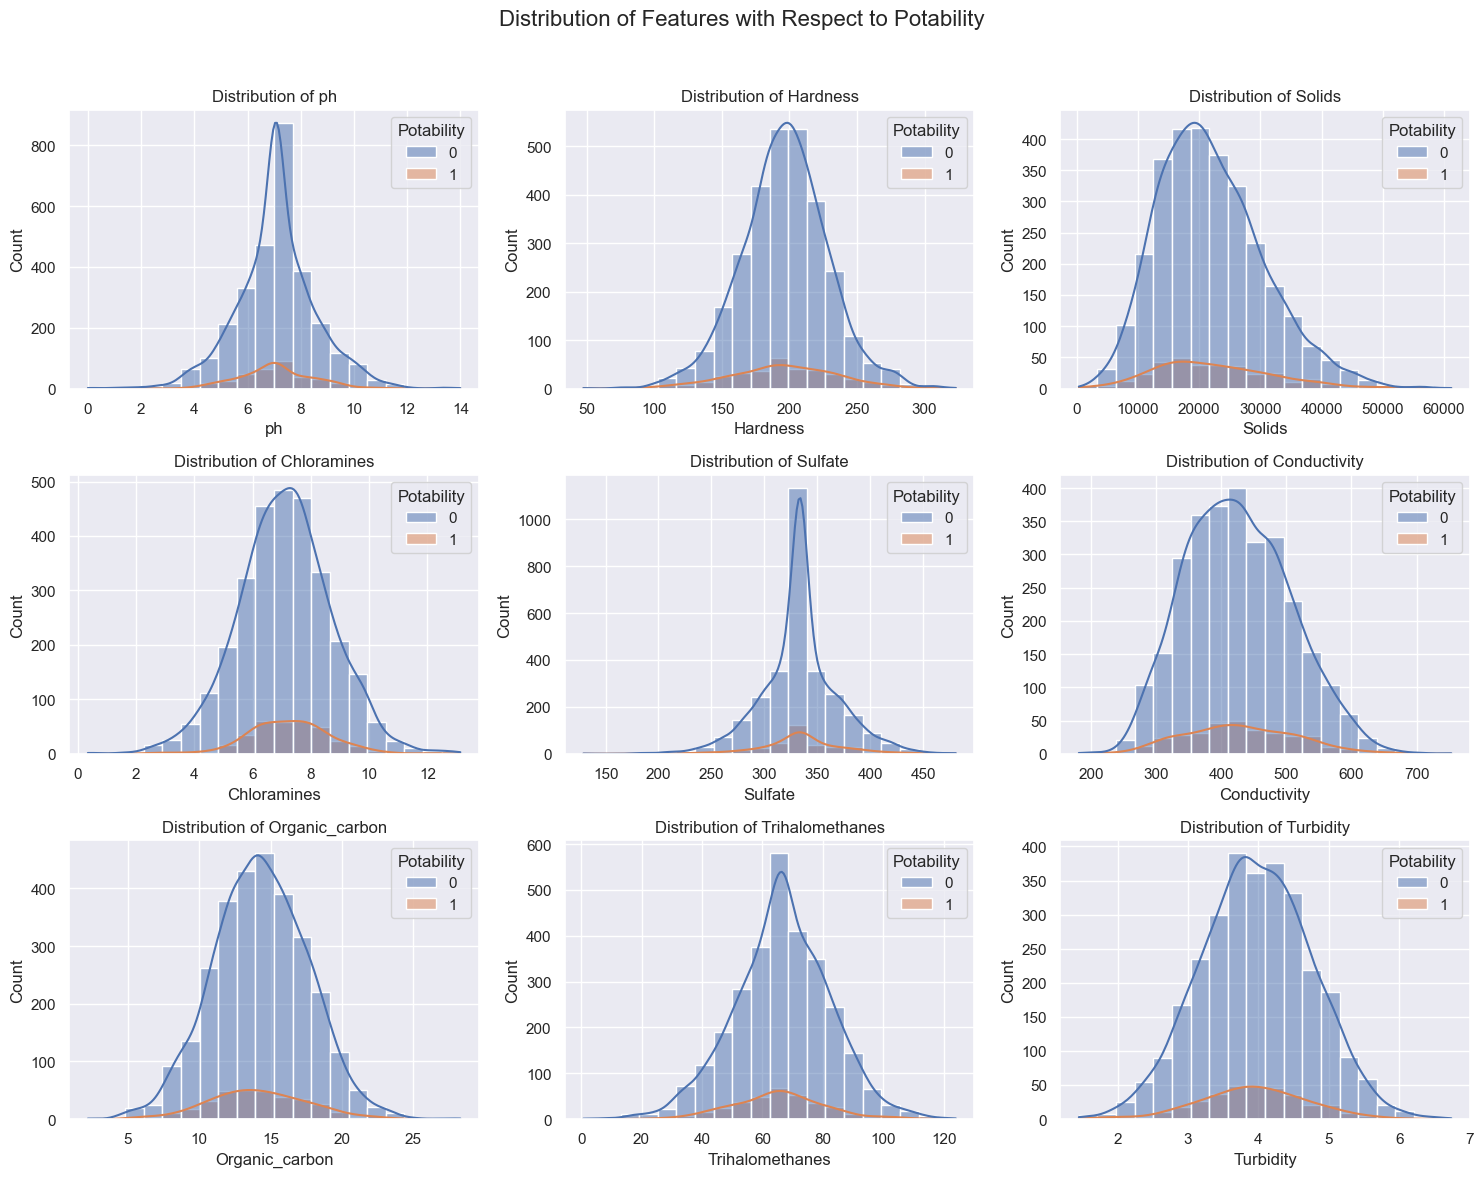 Distribution of Features with Respect to Potability
Distribution of ph
Potability
0
1
800
600
400
200
0
Count
0 2 4 6 8 10 12 14
ph
Distribution of Hardness
Potability
0
1
500
400
300
200
100
0
Count
50 100 150 200 250 300
Hardness
Distribution of Solids
Potability
0
1
400
350
300
250
200
150
100
50
0
Count
0 10000 20000 30000 40000 50000 60000
Solids
Distribution of Chloramines
Potability
0
1
500
400
300
200
100
0
Count
0 2 4 6 8 10 12
Chloramines
Distribution of Sulfate
Potability
0
1
1000
800
600
400
200
0
Count
150 200 250 300 350 400 450
Sulfate
Distribution of Conductivity
Potability
0
1
400
350
300
250
200
150
100
50
0
Count
200 300 400 500 600 700
Conductivity
Distribution of Organic_carbon
Potability
0
1
400
300
200
100
0
Count
5 10 15 20 25
Organic_carbon
Distribution of Trihalomethanes
Potability
0
1
600
500
400
300
200
100
0
Count
0 20 40 60 80 100 120
Trihalomethanes
Distribution of Turbidity
Potability
0
1
400
350
300
250
200
150
100
50
0
Count
2 3 4 5 6 7
Turbidity